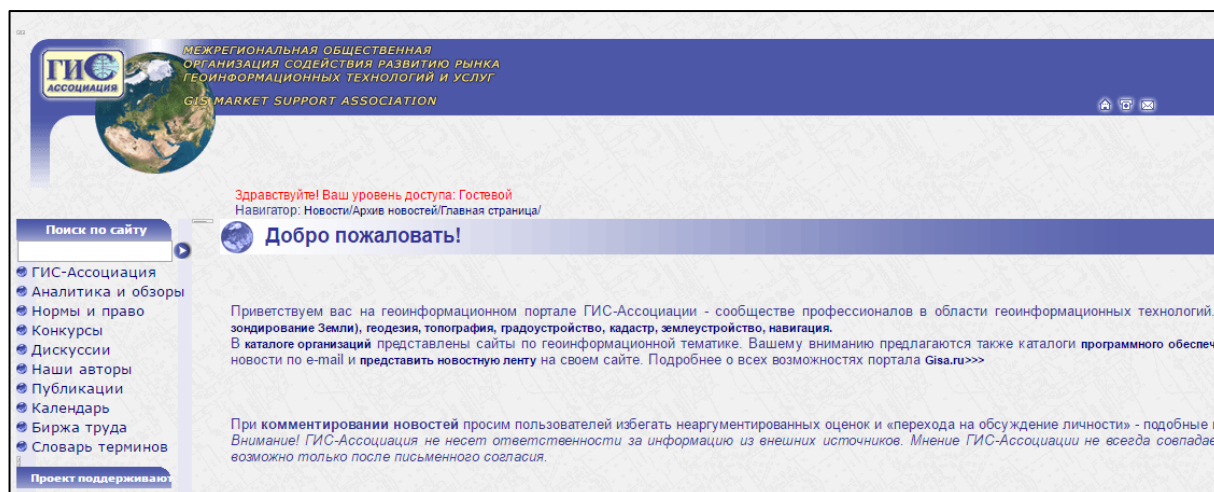 ГИС
АССОЦИАЦИЯ
МЕЖРЕГИОНАЛЬНАЯ ОБЩЕСТВЕННАЯ
ОРГАНИЗАЦИЯ СОДЕЙСТВИЯ РАЗВИТИЮ РЫНКА
ГЕОИНФОРМАЦИОННЫХ ТЕХНОЛОГИЙ И УСЛУГ
GIS MARKET SUPPORT ASSOCIATION
Здравствуйте! Ваш уровень доступа: Гостевой
Навигатор: Новости/Архив новостей/Главная страница/
Поиск по сайту
ГИС-Ассоциация
Аналитика и обзоры
Нормы и право
Конкурсы
Дискуссии
Наши авторы
Публикации
Календарь
Биржа труда
Словарь терминов
Проект поддерживают
Добро пожаловать!
Приветствуем вас на геоинформационном портале ГИС-Ассоциации - сообществе профессионалов в области геоинформационных технологий.
зондирование Земли), геодезия, топография, градоустройство, кадастр, землеустройство, навигация.
В каталоге организаций представлены сайты по геоинформационной тематике. Вашему вниманию предлагаются также каталоги программного обеспеч
новости по e-mail и представить новостную ленту на своем сайте. Подробнее о всех возможностях портала Gisa.ru>>>
При комментировании новостей просим пользователей избегать неаргументированных оценок и «перехода на обсуждение личности» - подобные
Внимание! ГИС-Ассоциация не несет ответственности за информацию из внешних источников. Мнение ГИС-Ассоциации не всегда совпадае
возможно только после письменного согласия.